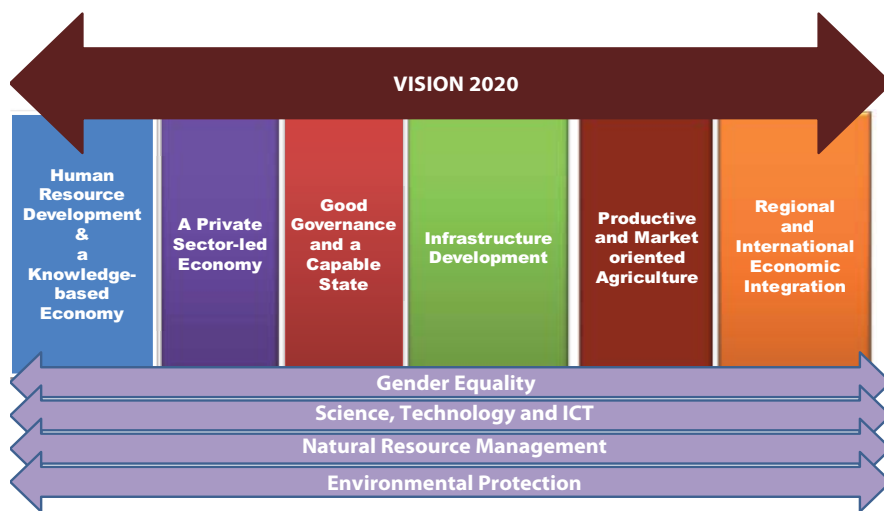 VISION 2020
Human
Resource
Development
&
a
Knowledge-
based
Economy
A Private
Sector-led
Economy
Good
Governance
and a
Capable
State
Infrastructure
Development
Productive
and Market
oriented
Agriculture
Regional
and
International
Economic
Integration
Gender Equality
Science, Technology and ICT
Natural Resource Management
Environmental Protection